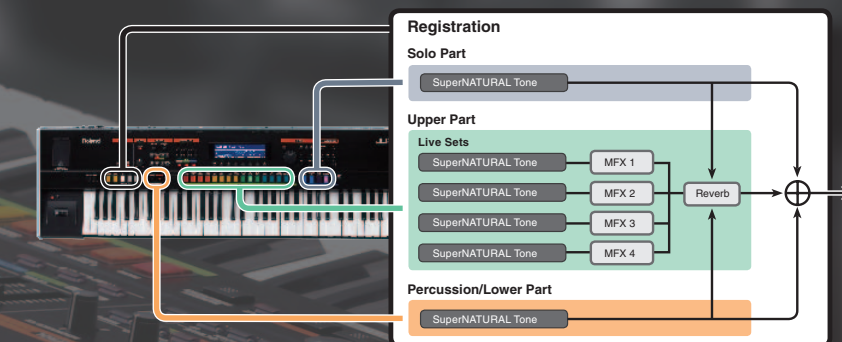 Registration
Solo Part
SuperNATURAL Tone
Upper Part
Live Sets
SuperNATURAL Tone MFX 1
SuperNATURAL Tone MFX 2 Reverb
SuperNATURAL Tone MFX 3
SuperNATURAL Tone MFX 4
Percussion/Lower Part
SuperNATURAL Tone
Roland